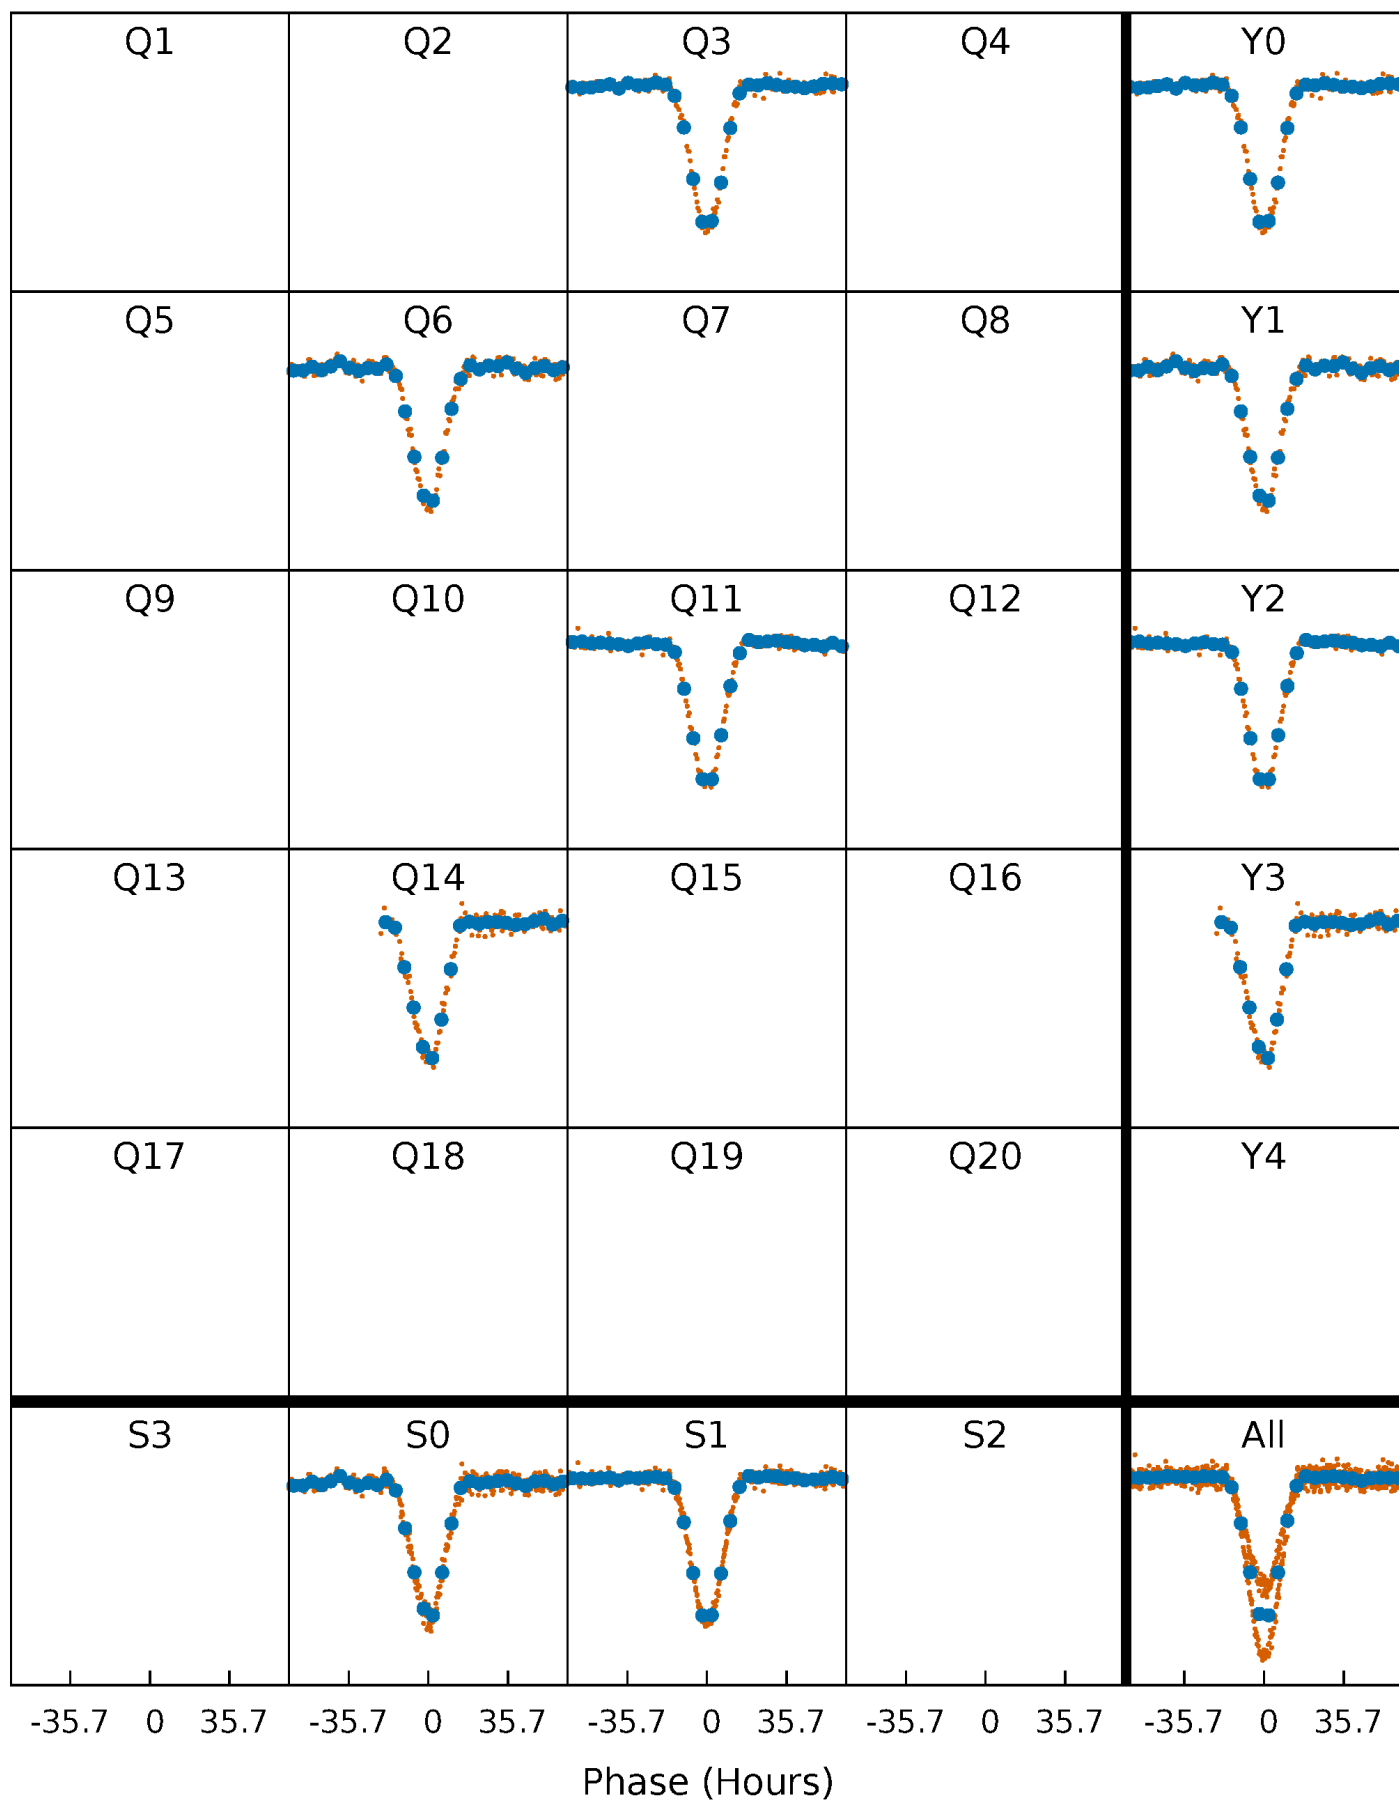 Q1 Q2 Q3 Q4 Y0
Q5 Q6 Q7 Q8 Y1
Q9 Q10 Q11 Q12 Y2
Q13 Q14 Q15 Q16 Y3
Q17 Q18 Q19 Q20 Y4
S3 S0 S1 S2 All
-35.7 0 35.7 -35.7 0 35.7 -35.7 0 35.7 -35.7 0 35.7 -35.7 0 35.7
Phase (Hours)